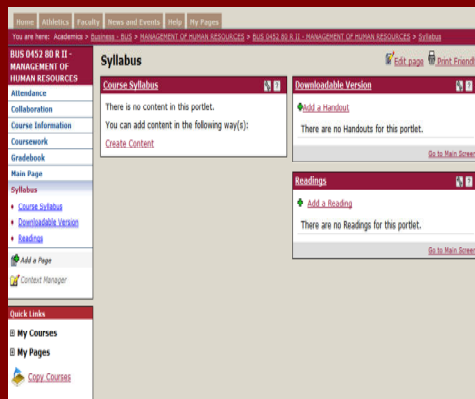 Home Athletics Faculty News and Events Help My Pages
You are here: Academics > Business - BUS > MANAGEMENT OF HUMAN RESOURCES > BUS 0452 80 R II - MANAGEMENT OF HUMAN RESOURCES > Syllabus
BUS 0452 80 R II -
MANAGEMENT OF
HUMAN RESOURCES
Attendance
Collaboration
Course Information
Coursework
Gradebook
Main Page
Syllabus
Course Syllabus
Downloadable Version
Readings
Add a Page
Context Manager
Quick Links
My Courses
My Pages
Copy Courses
Syllabus
Edit page Print Friendl
Course Syllabus
There is no content in this portlet.
You can add content in the following way(s):
Create Content
Downloadable Version
Add a Handout
There are no Handouts for this portlet.
Go to Main Screen
Readings
Add a Reading
There are no Readings for this portlet.
Go to Main Screen